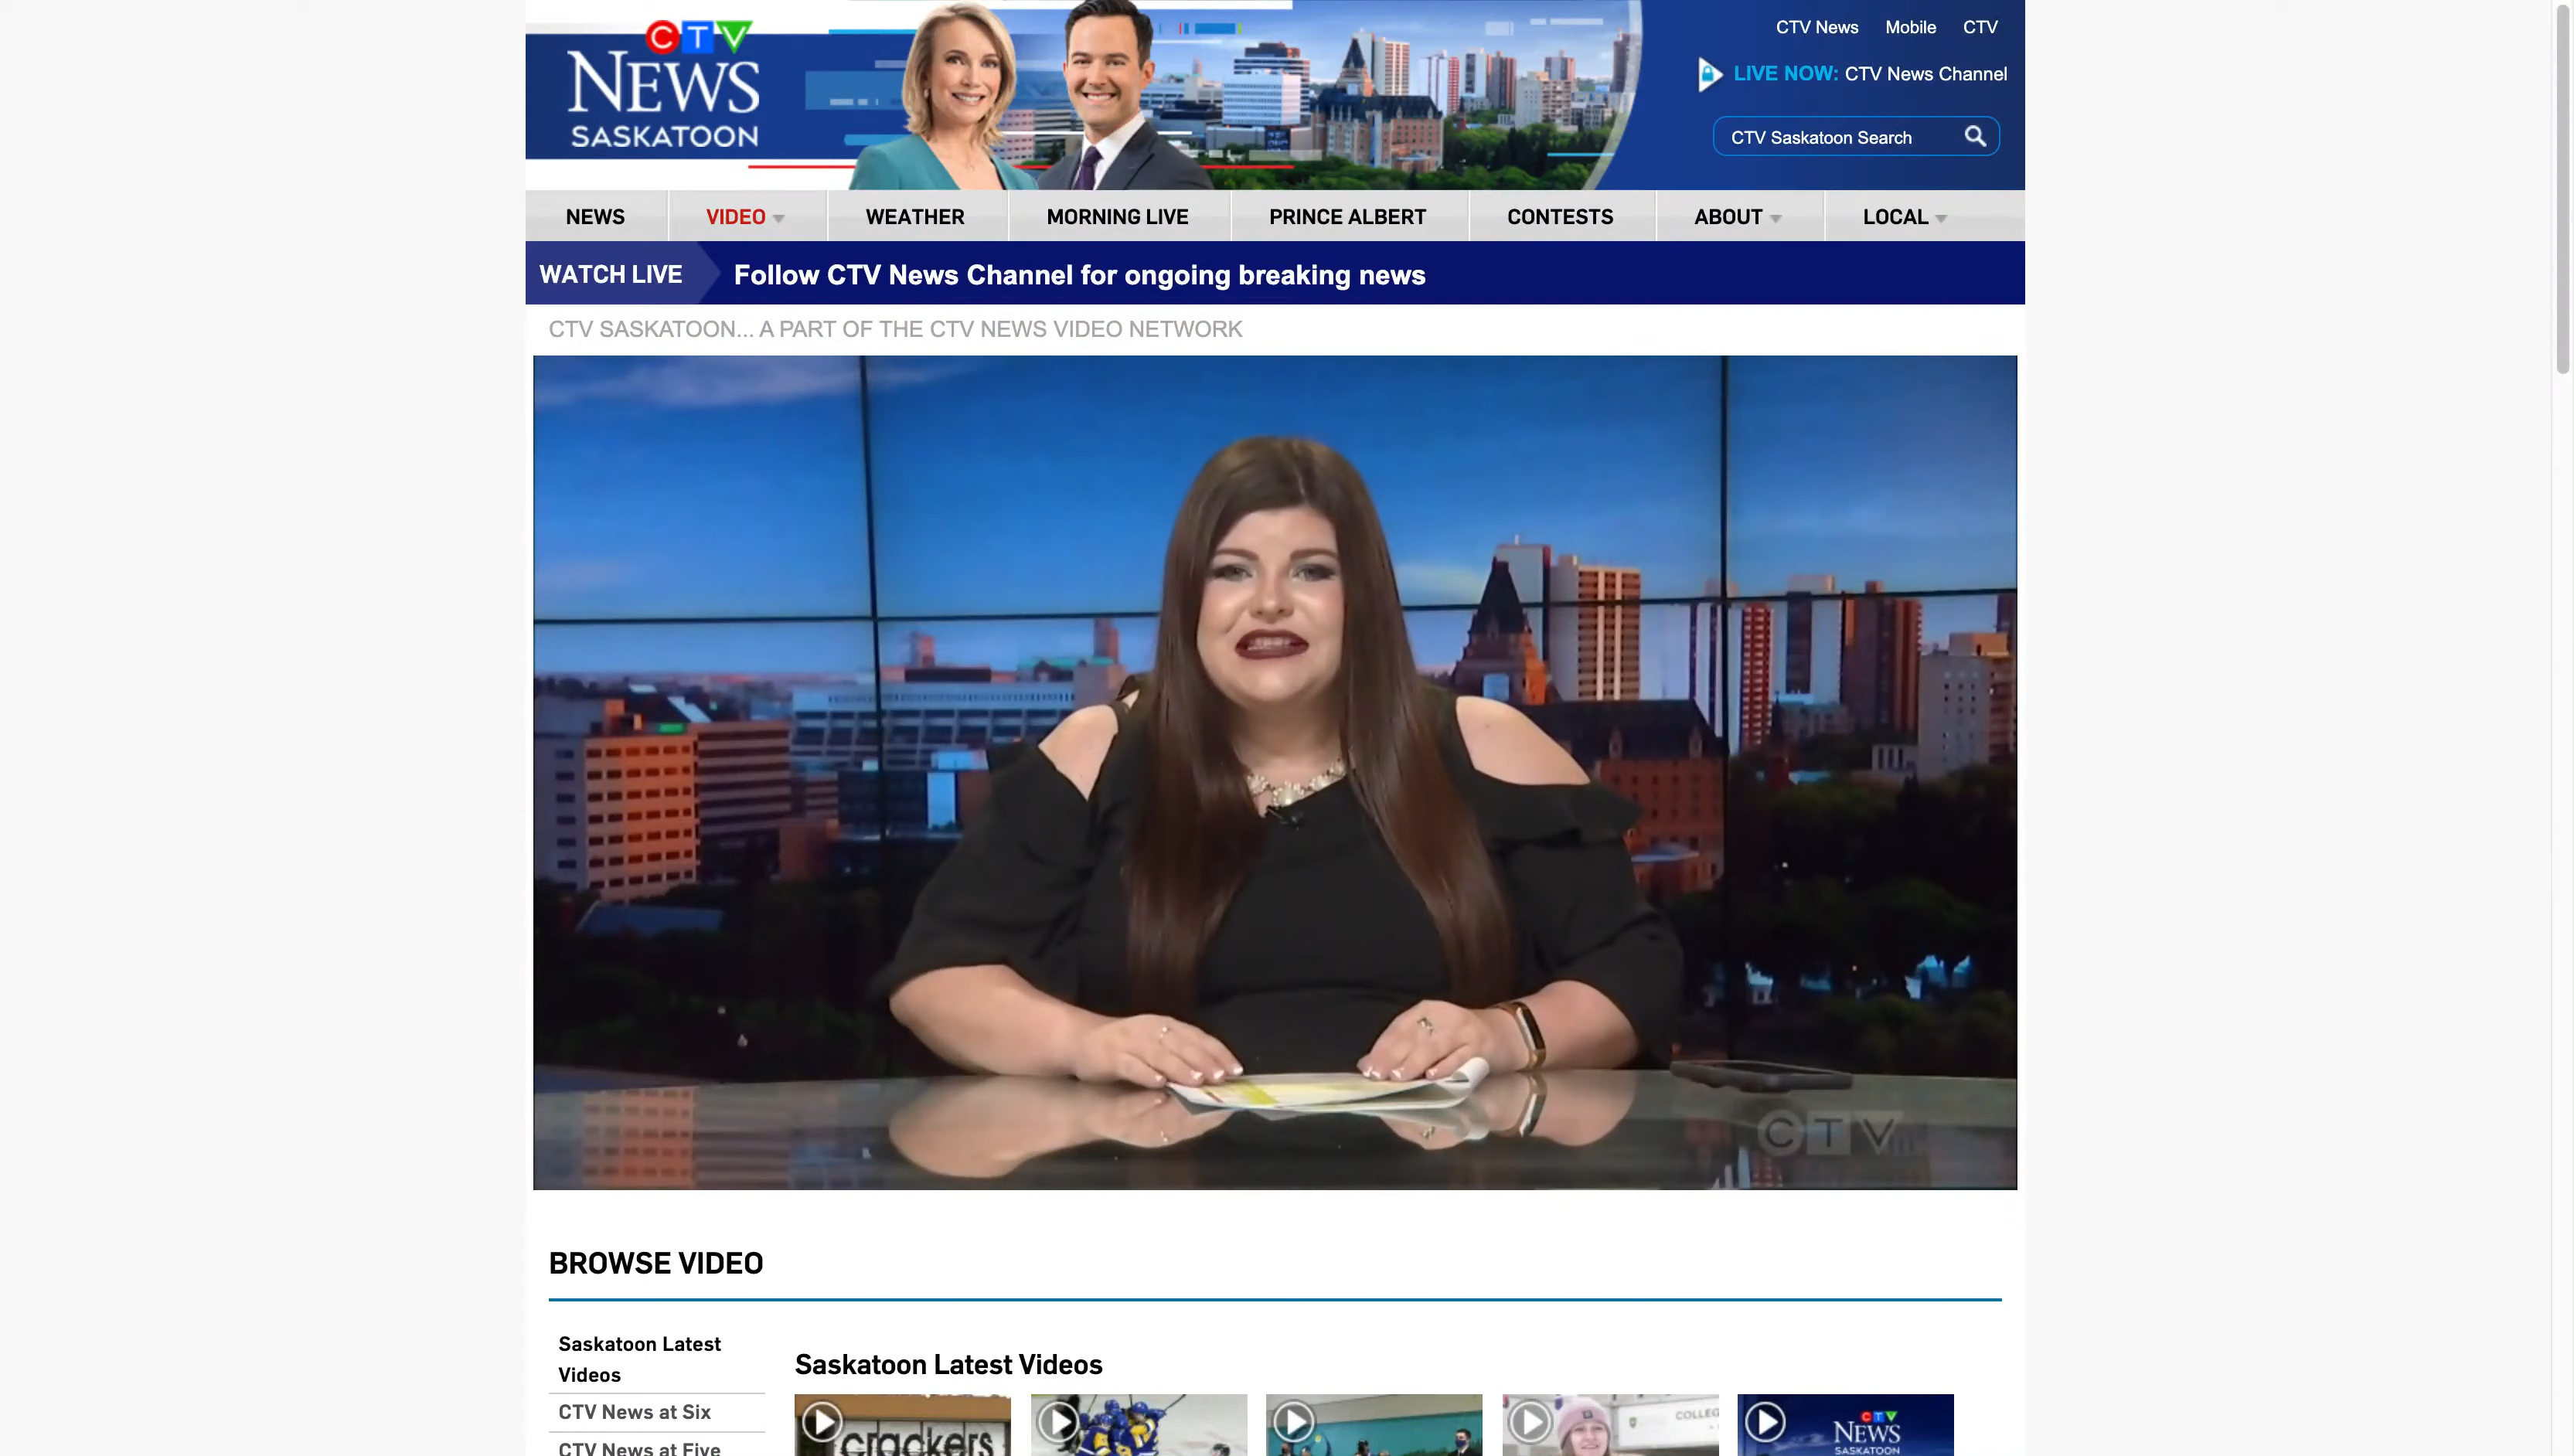 CTV
NEWS
SASKATOON
CTV News Mobile CTV
LIVE NOW: CTV News Channel
CTV Saskatoon Search
NEWS VIDEO WEATHER MORNING LIVE PRINCE ALBERT CONTESTS ABOUT LOCAL
WATCH LIVE Follow CTV News Channel for ongoing breaking news
CTV SASKATOON... A PART OF THE CTV NEWS VIDEO NETWORK
CTV
BROWSE VIDEO
Saskatoon Latest
Videos
CTV News at Six
CTV News at Five
Saskatoon Latest Videos
crackers
COLLEG
CTV
NEWS
SASKATOON